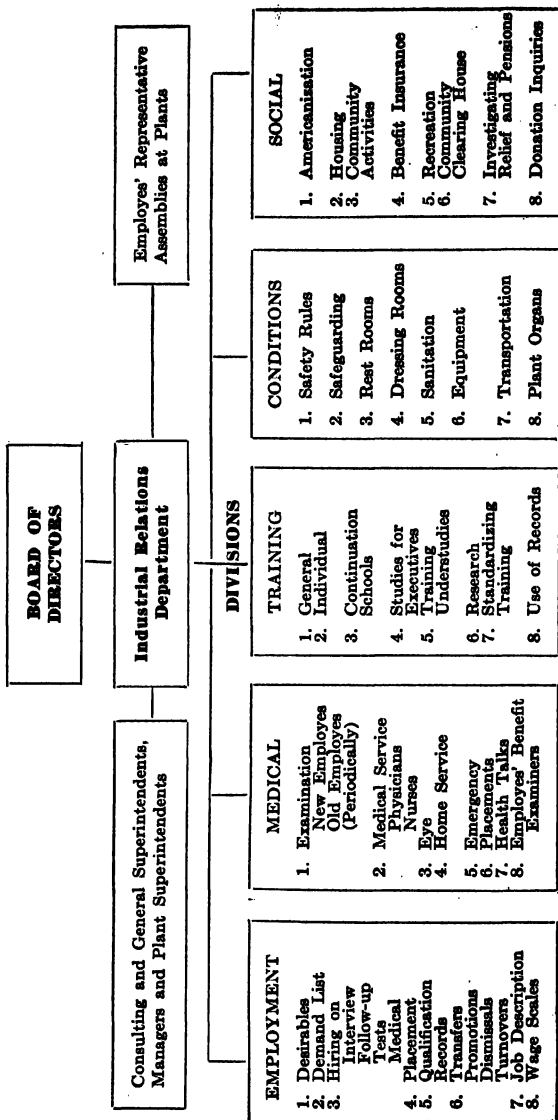 BOARD OF
DIRECTORS
Consulting and General Superintendents,
Managers and Plant Superintendents
Industrial Relations
Department
Employes' Representative
Assemblies at Plants
DIVISIONS
EMPLOYMENT
1. Desirables
2. Demand List
3. Hiring on
Interview
Follow-up
Tests
Medical
4. Placement
5. Qualification
Records
6. Transfers
Promotions
Dismissals
Turnovers
7. Job Description
8. Wage Scales
MEDICAL
1. Examination
New Employes
Old Employes
(Periodically)
2. Medical Service
Physicians
Nurses
3. Eye
4. Home Service
5. Emergency
6. Placements
7. Health Talks
8. Employes' Benefit
Examiners
TRAINING
1. General
2. Individual
3. Continuation
Schools
4. Studies for
Executives
5. Training
Understudies
6. Research
7. Standardizing
Training
8. Use of Records
CONDITIONS
1. Safety Rules
2. Safeguarding
3. Rest Rooms
4. Dressing Rooms
5. Sanitation
6. Equipment
7. Transportation
8. Plant Organs
SOCIAL
1. Americanization
2. Housing
3. Community
Activities
4. Benefit Insurance
5. Recreation
6. Community
Clearing House
7. Investigating
Relief and Pensions
8. Donation Inquiries